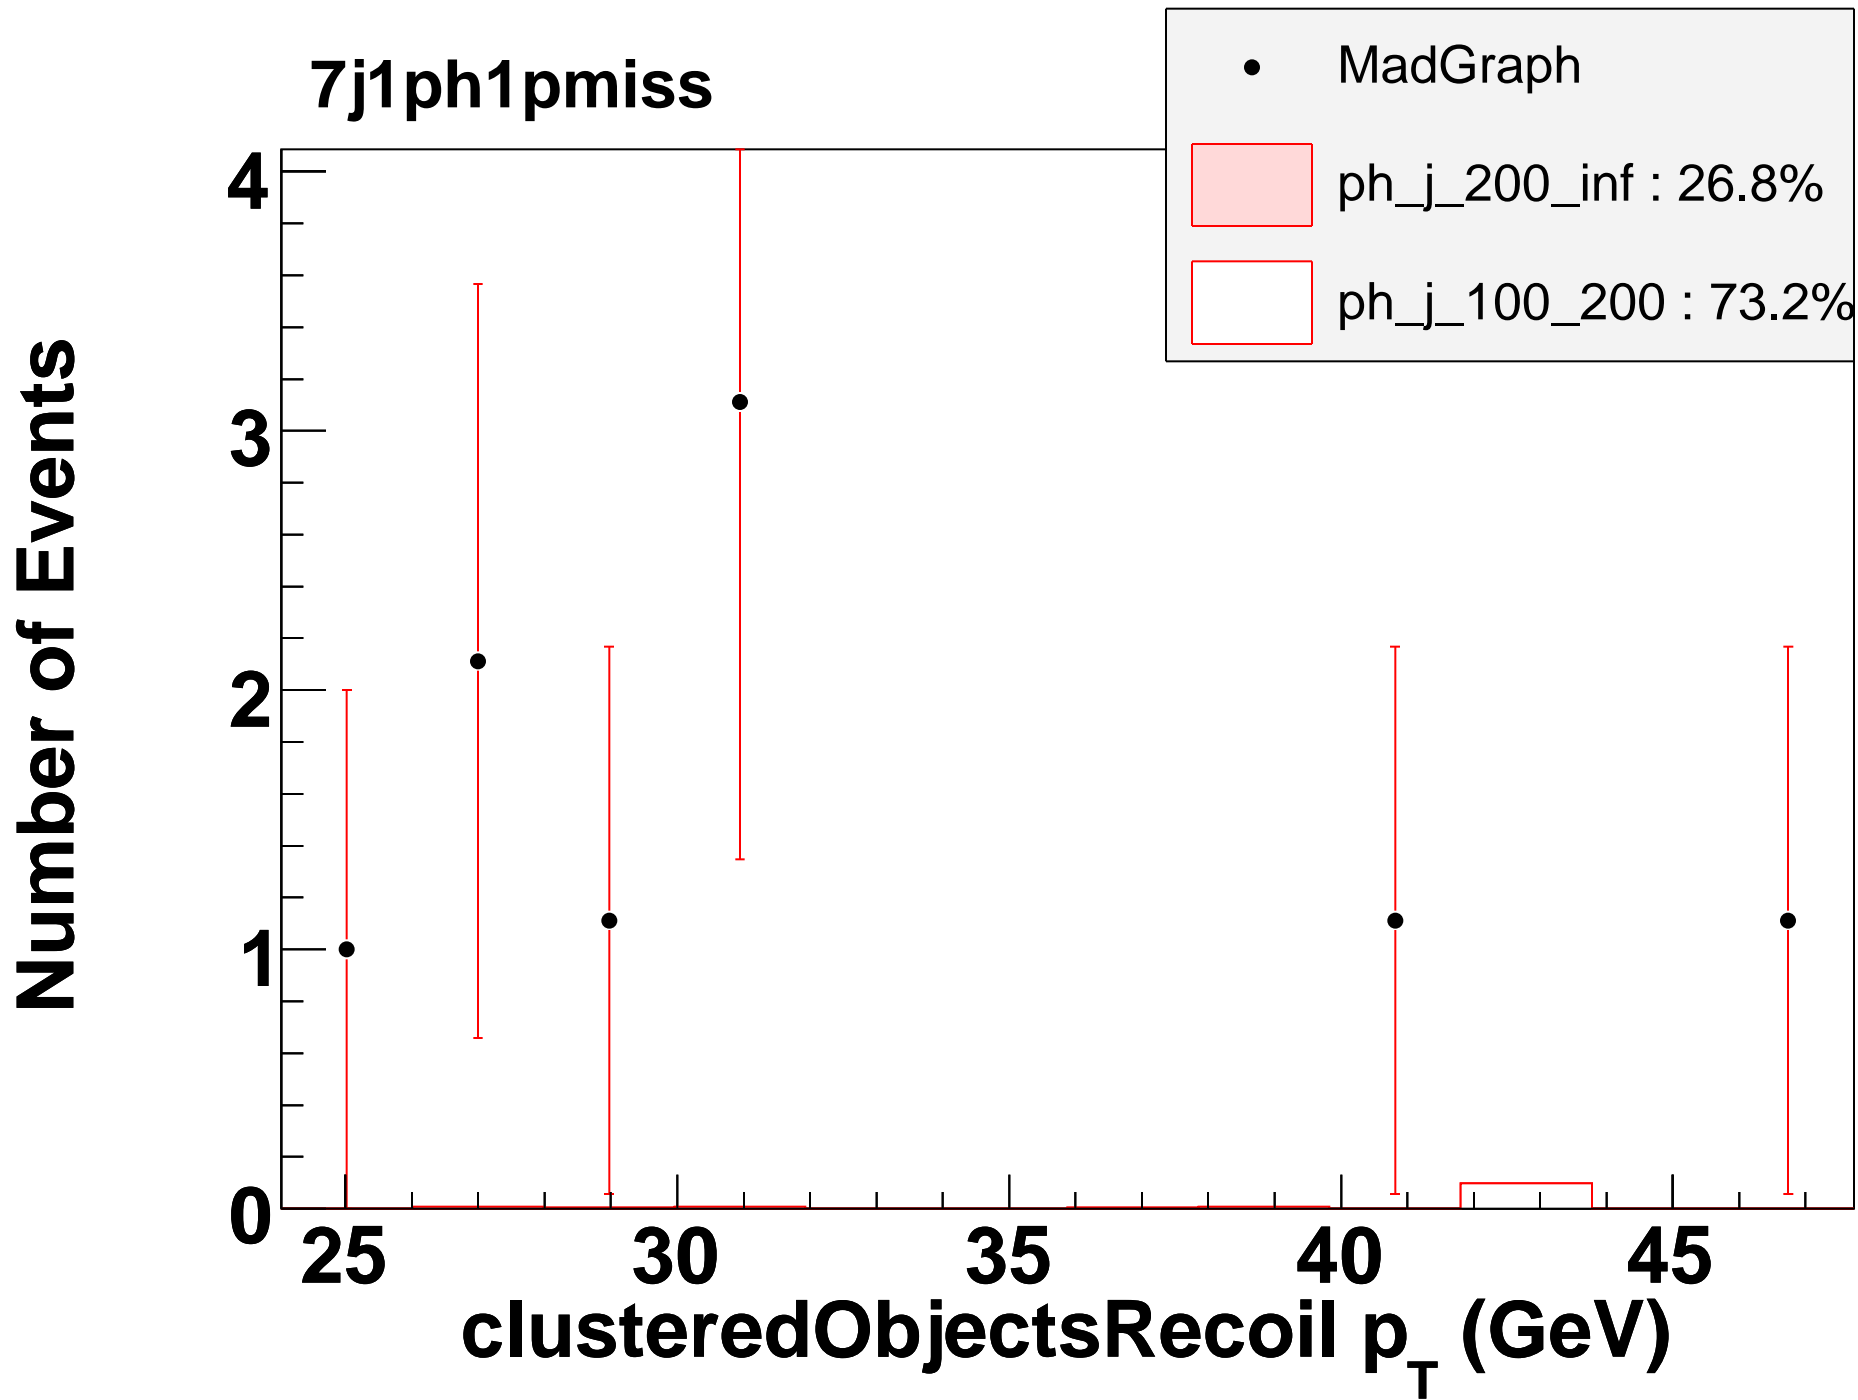 7j1ph1pmiss
MadGraph
ph_j_200_inf : 26.8%
ph_j_100_200 : 73.2%
Number of Events
4
3
2
1
0
25 30 35 40 45
clusteredObjectsRecoil p_T (GeV)